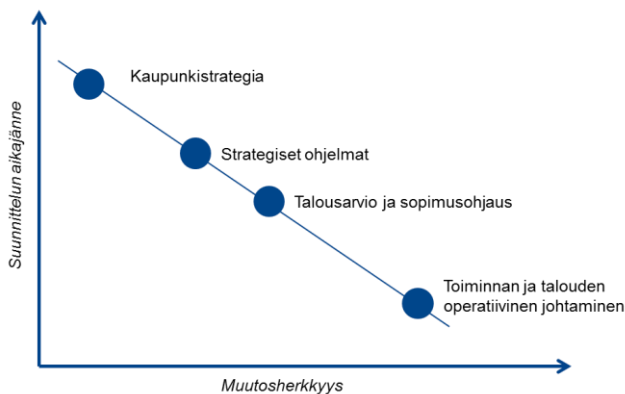 Kaupunkistrategia
Strategiset ohjelmat
Talousarvio ja sopimusohjaus
Toiminnan ja talouden
operatiivinen johtaminen
Suunnittelun aikajänne
Muutosherkkyys